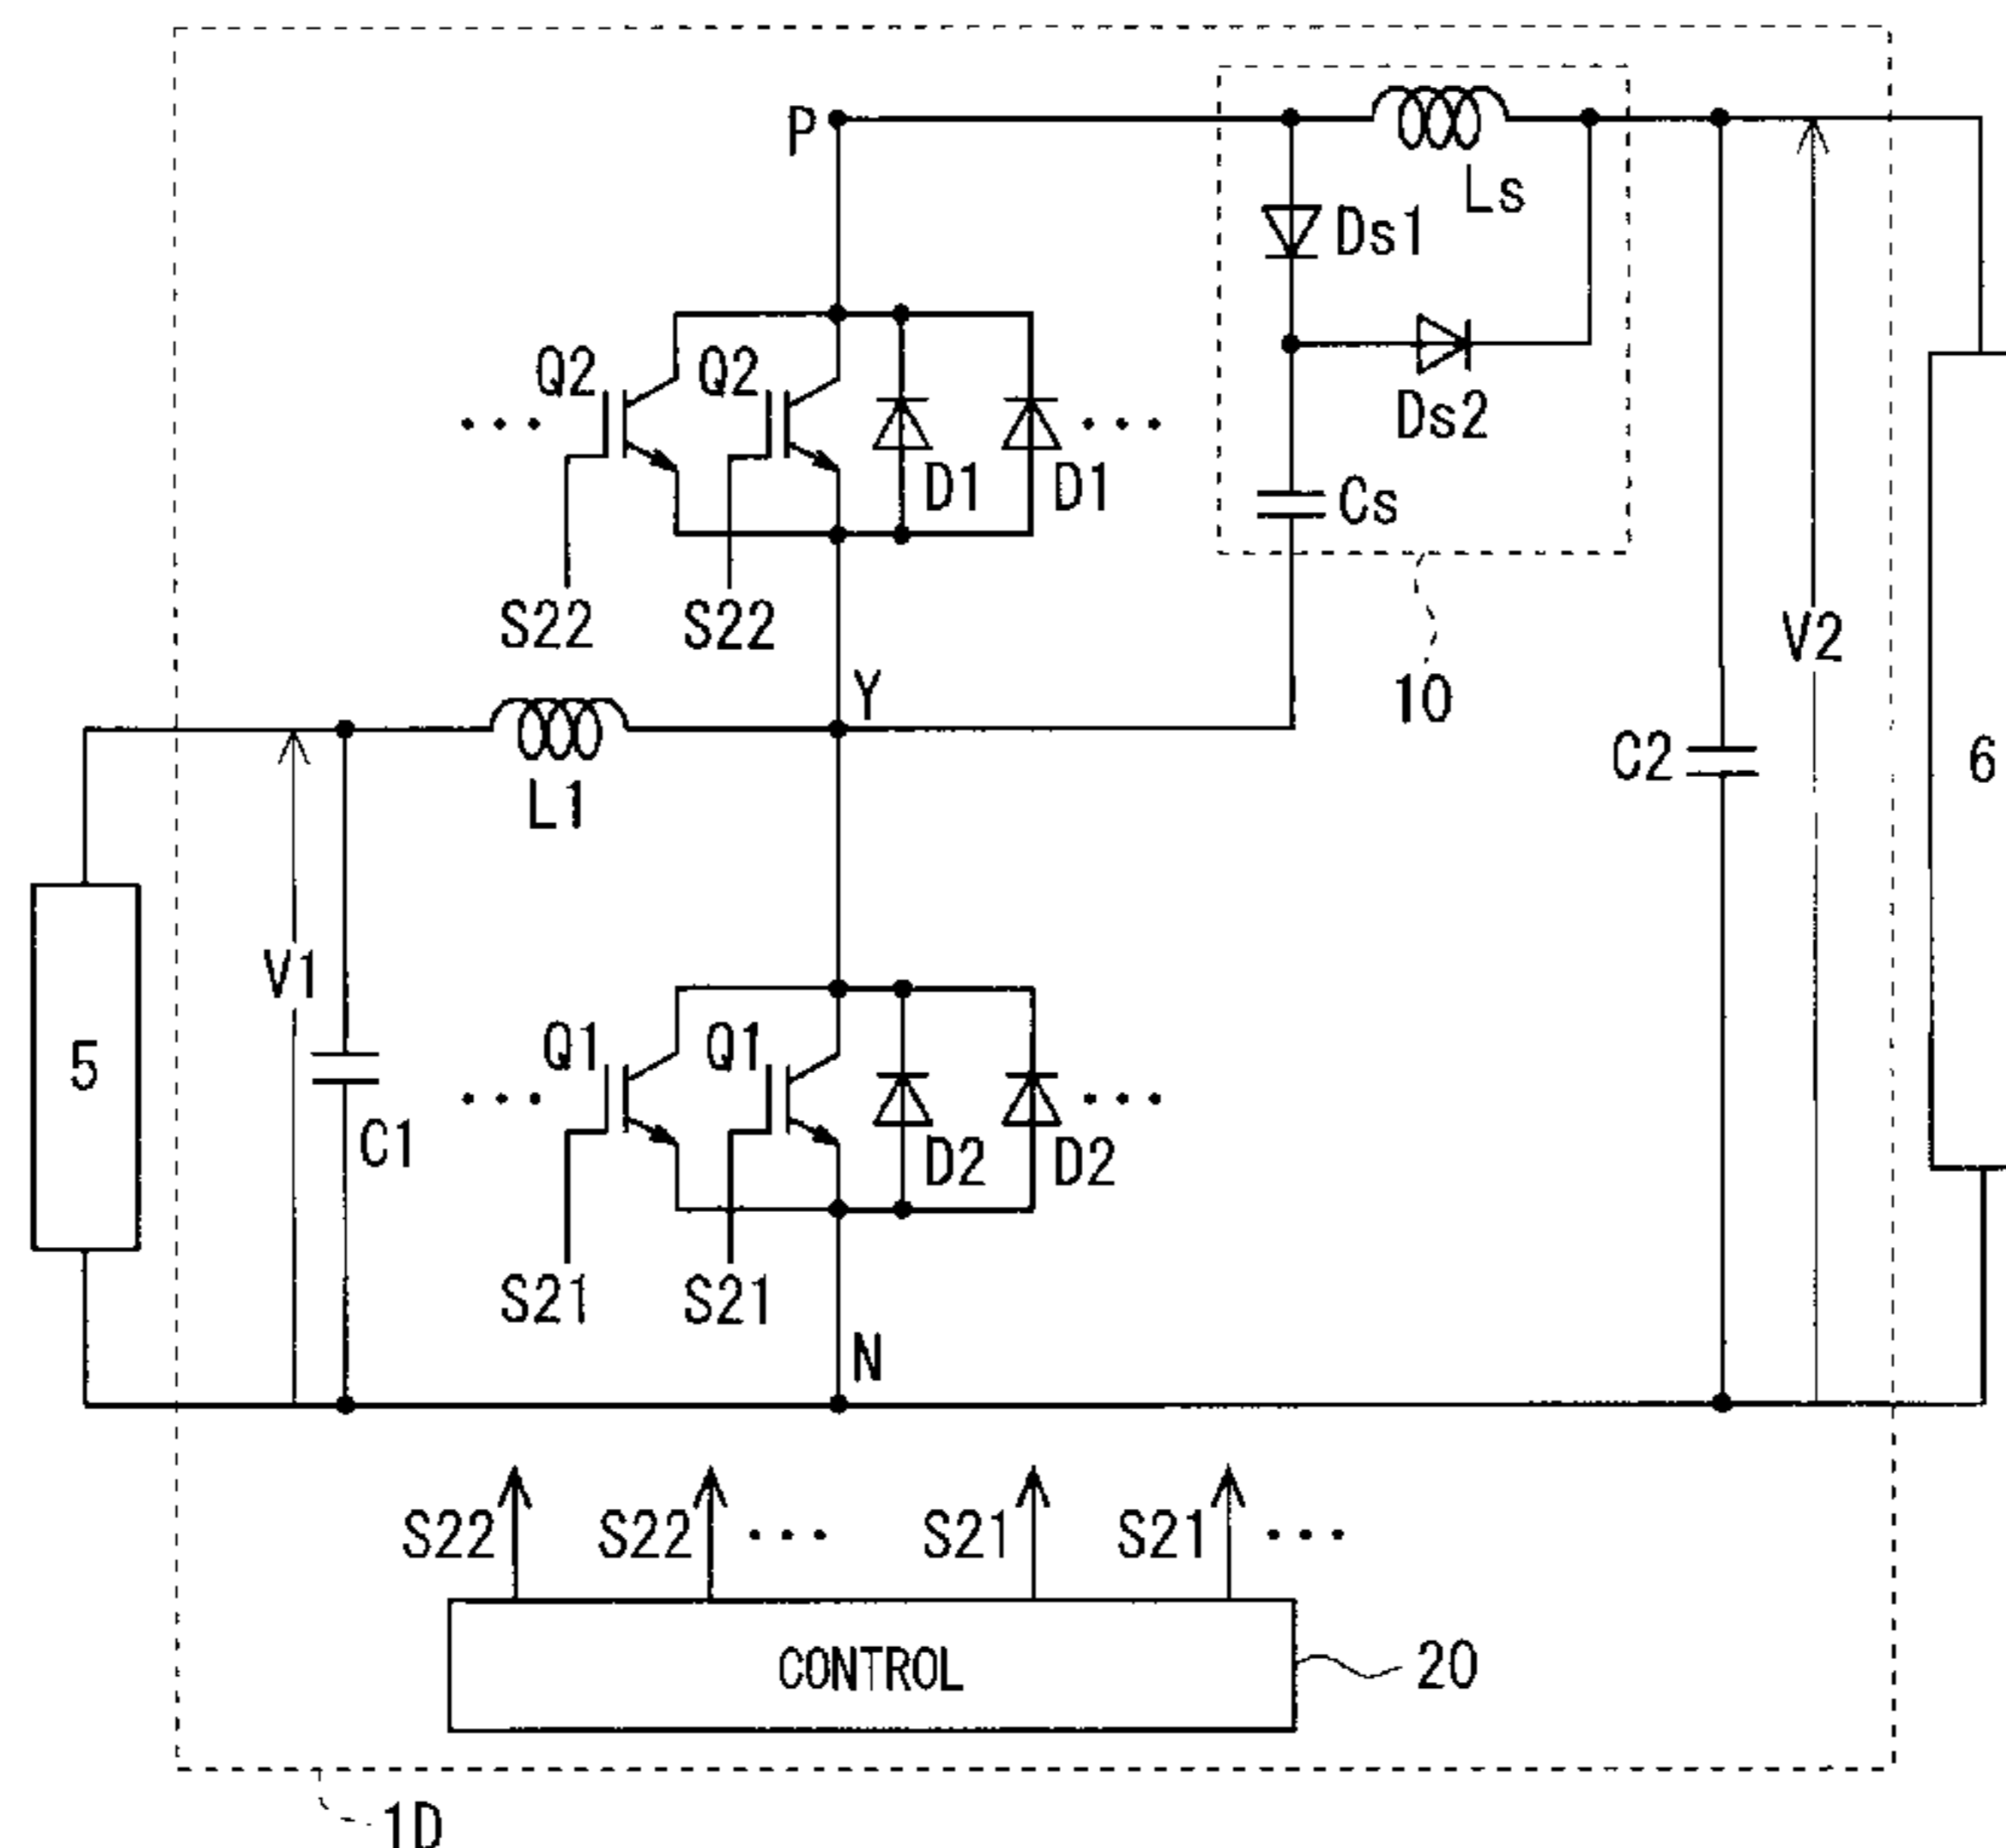 P
Ls
Ds1
Q2 Q2
Ds2
D1 D1
Cs
S22 S22
V2
Y
10
C2
6
L1
V1
Q1 Q1
5
C1
D2 D2
S21 S21
N
S22 S22 S21 S21
CONTROL
20
1D